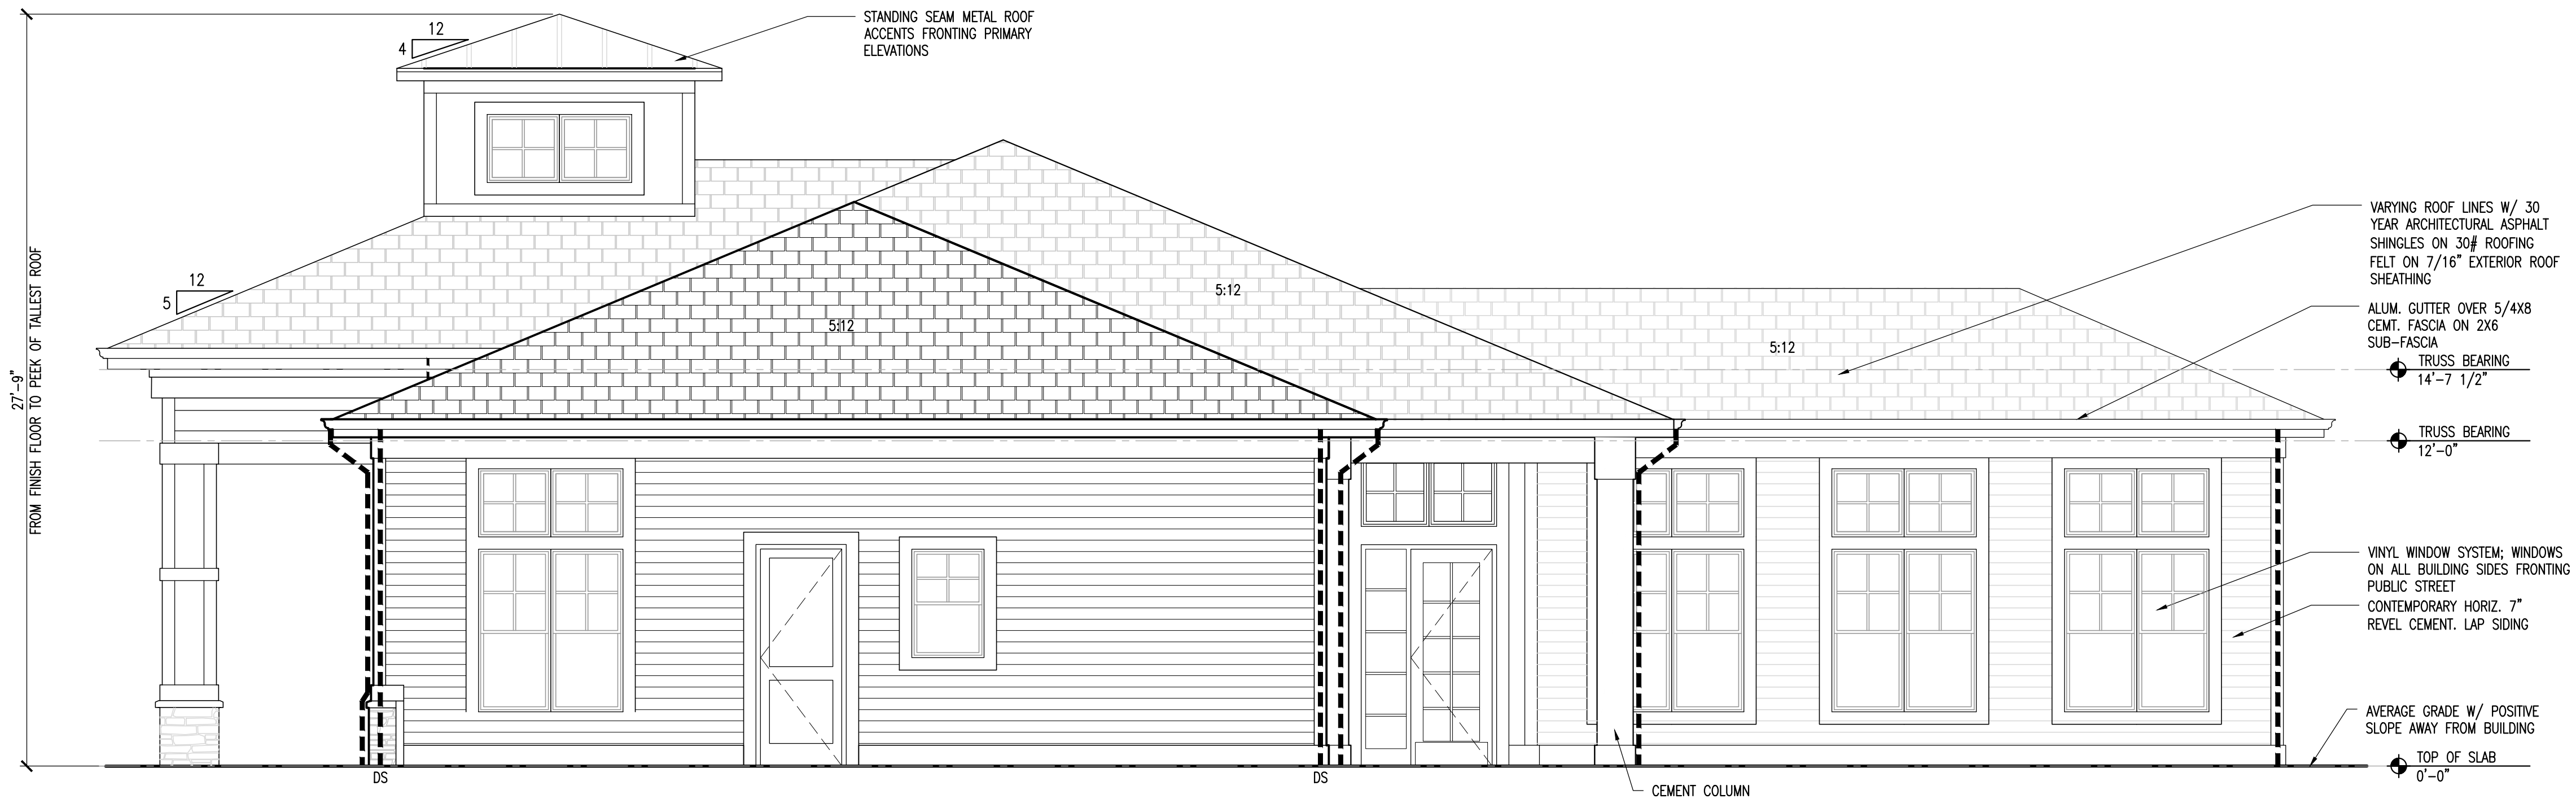 STANDING SEAM METAL ROOF
ACCENTS FRONTING PRIMARY
ELEVATIONS
12
4
12
5
27'-9"
FROM FINISH FLOOR TO PEEK OF TALLEST ROOF
5:12
5:12
5:12
VARYING ROOF LINES W/ 30
YEAR ARCHITECTURAL ASPHALT
SHINGLES ON 30# ROOFING
FELT ON 7/16" EXTERIOR ROOF
SHEATHING
ALUM. GUTTER OVER 5/4X8
CEMT. FASCIA ON 2X6
SUB-FASCIA
TRUSS BEARING
14'-7 1/2"
TRUSS BEARING
12'-0"
VINYL WINDOW SYSTEM; WINDOWS
ON ALL BUILDING SIDES FRONTING
PUBLIC STREET
CONTEMPORARY HORIZ. 7"
REVEL CEMENT. LAP SIDING
AVERAGE GRADE W/ POSITIVE
SLOPE AWAY FROM BUILDING
TOP OF SLAB
0'-0"
DS
DS
CEMENT COLUMN